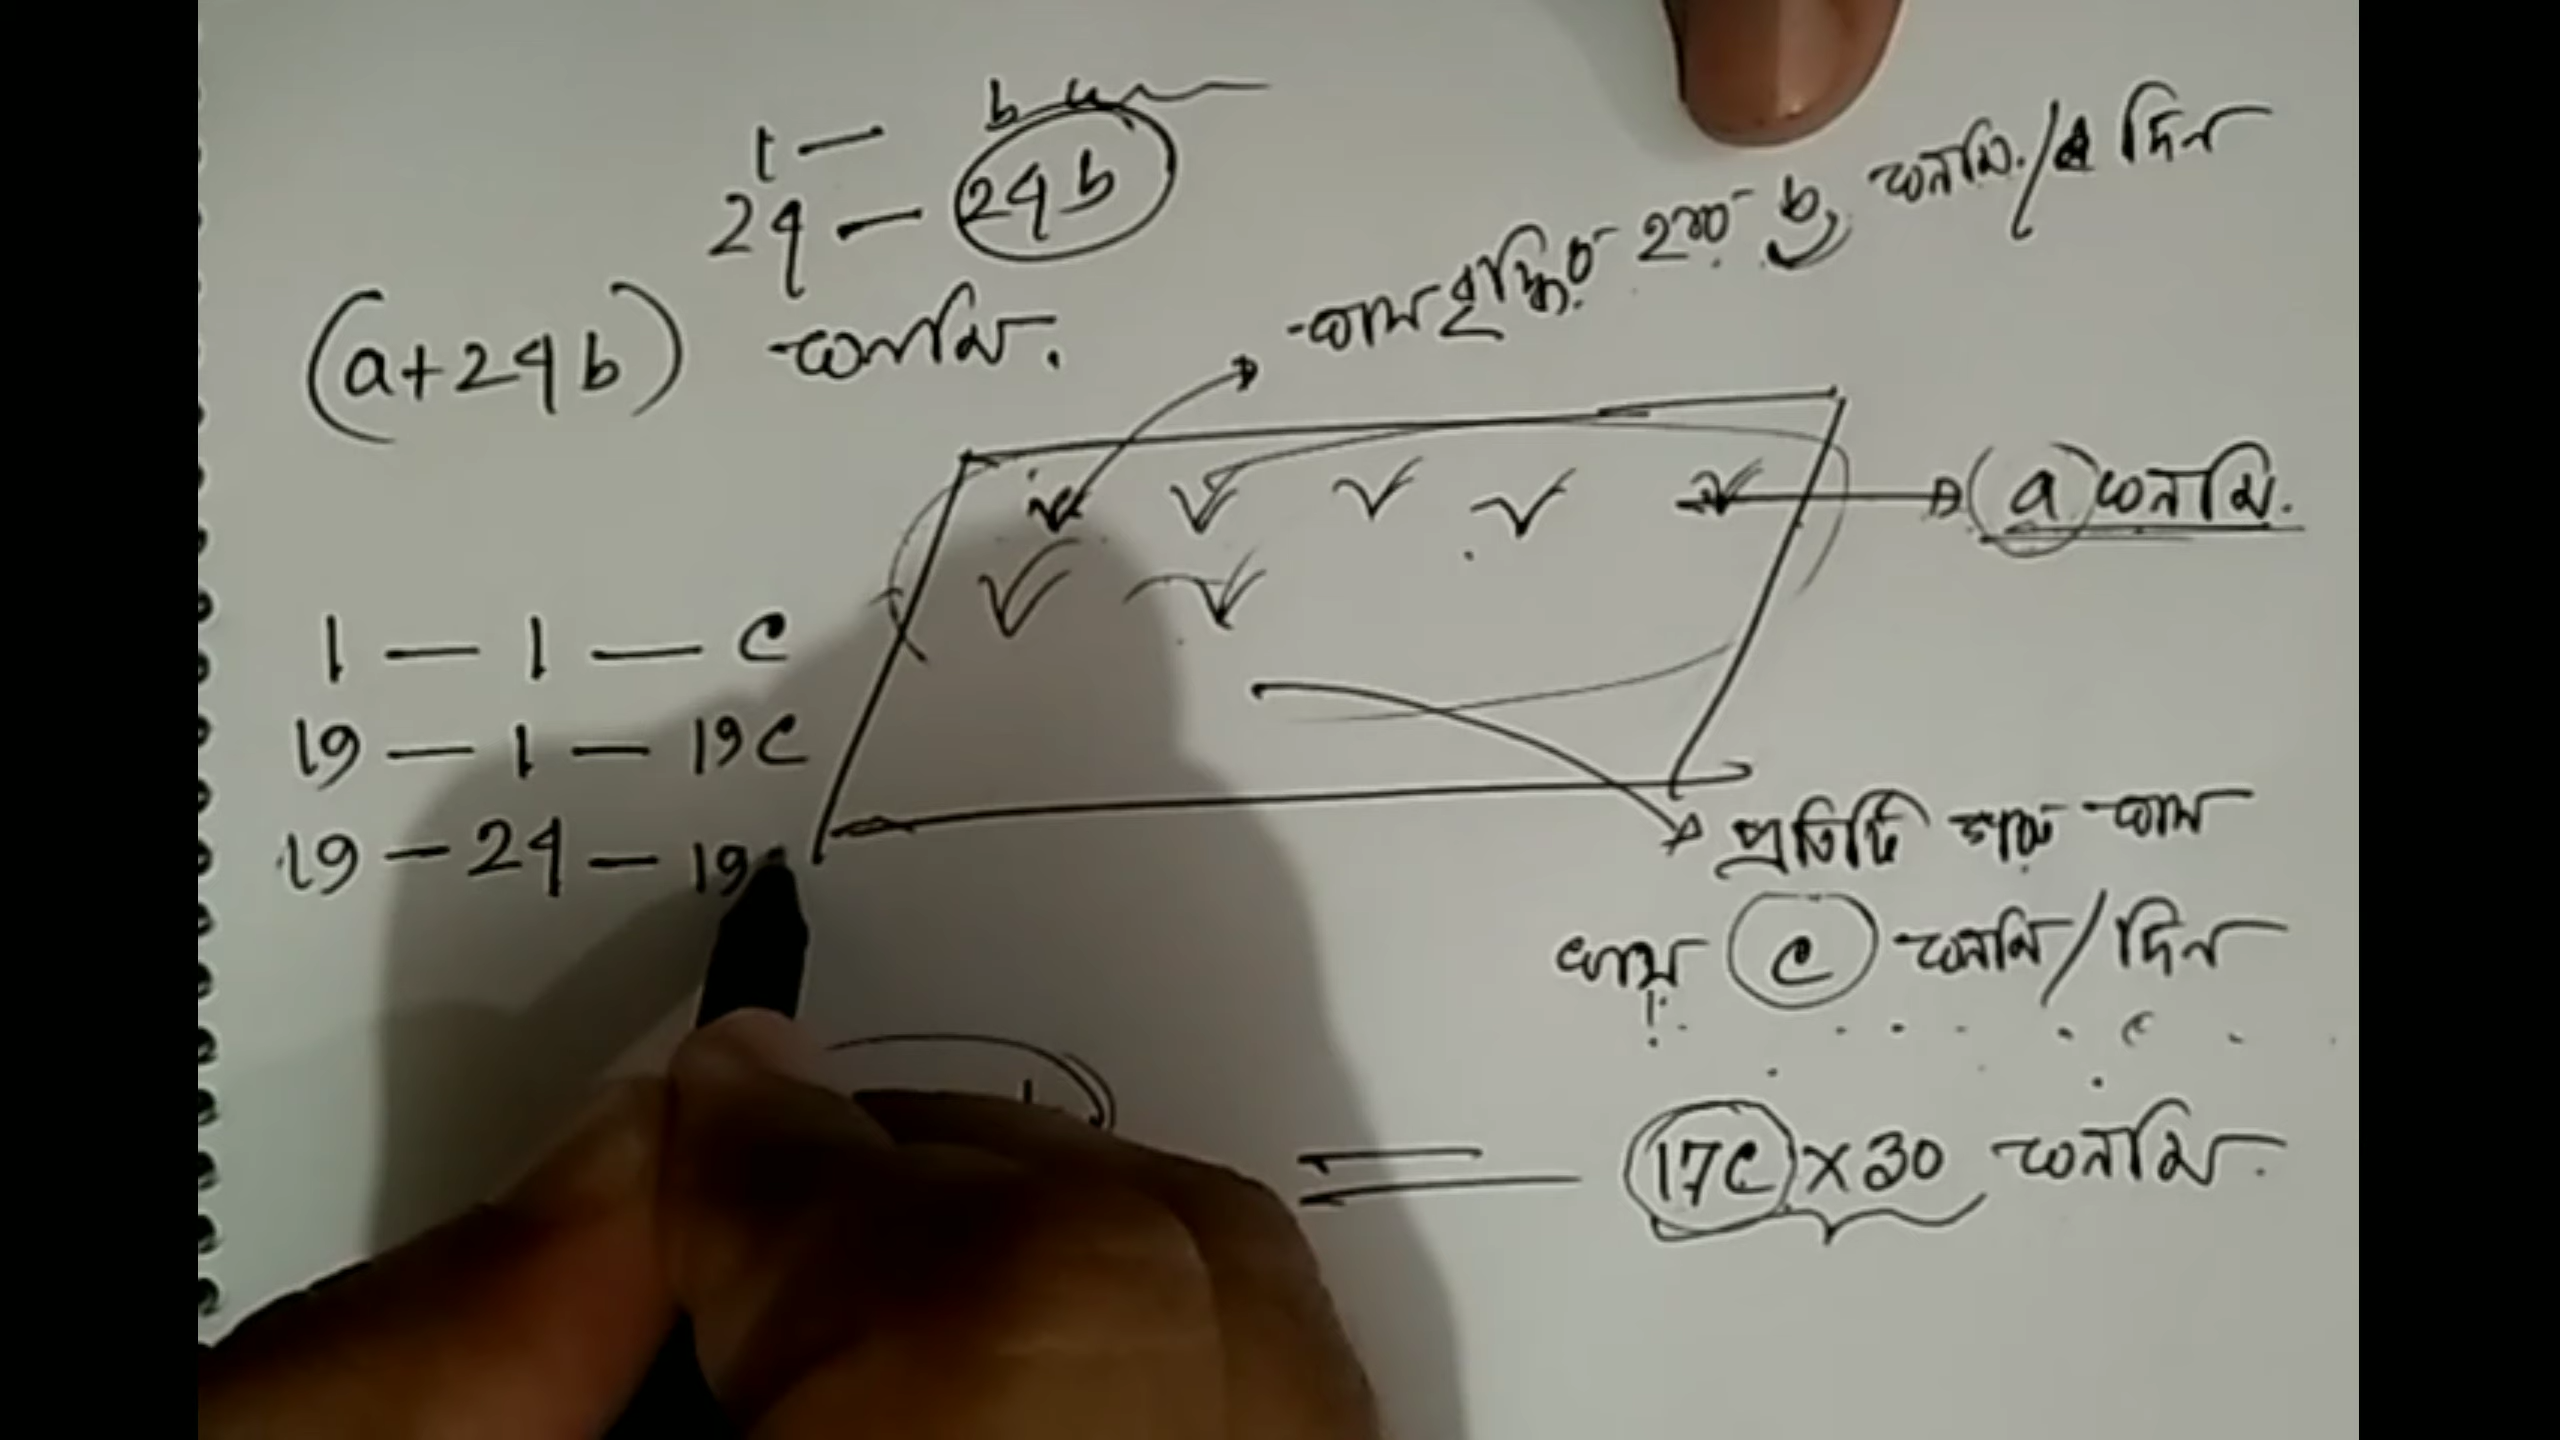 1 — b
24 — 24b
ঘাস বৃদ্ধির হার b ঘনমি./দিন
(a+24b) ঘনমি.
a ঘনমি.
1 — 1 — c
19 — 1 — 19c
19 — 24 — 19
প্রতিটি গরু ঘাস
খায় c ঘনমি/দিন
17c × 30 ঘনমি.